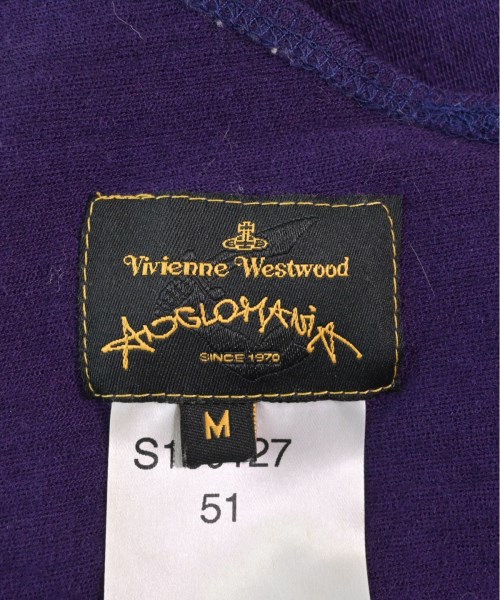 Vivienne Westwood
ANGLOMANIA
SINCE 1970
M
51